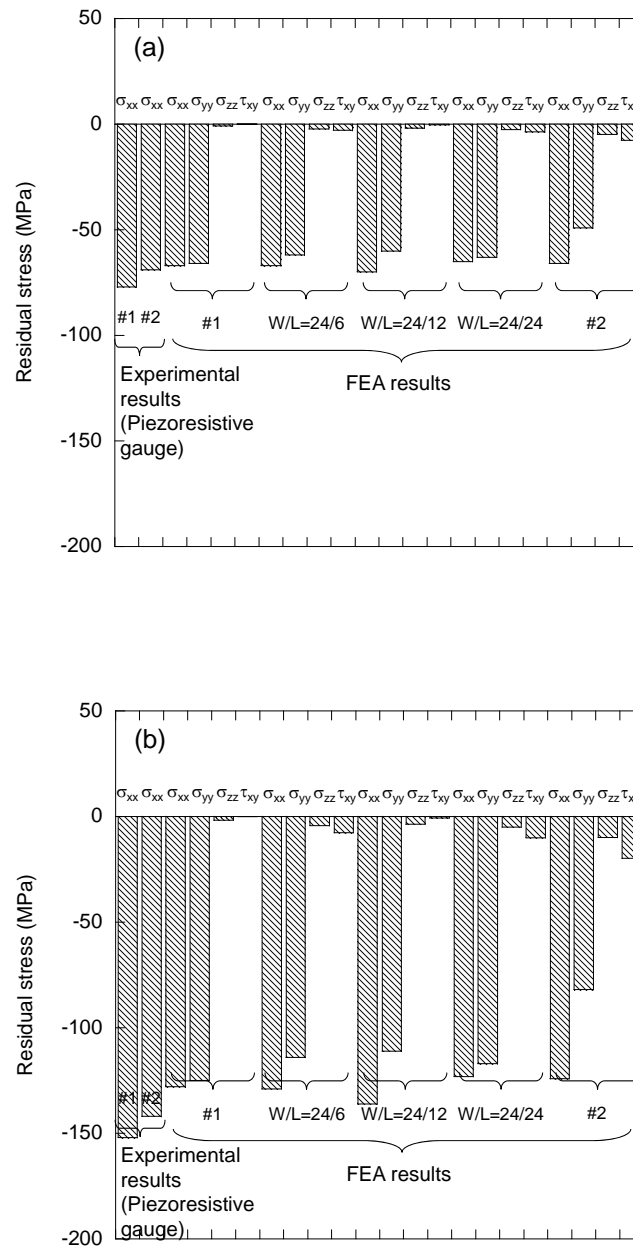 50
(a)
σxx σxx σxx σyy σzz τxy σxx σyy σzz τxy σxx σyy σzz τxy σxx σyy σzz τxy σxx σyy σzz τx
0
-50
#1 #2 #1 W/L=24/6 W/L=24/12 W/L=24/24 #2
-100
Experimental
results
(Piezoresistive
gauge)
FEA results
-150
-200
Residual stress (MPa)
50
(b)
σxx σxx σxx σyy σzz τxy σxx σyy σzz τxy σxx σyy σzz τxy σxx σyy σzz τxy σxx σyy σzz τx
0
-50
-100
#1 #2 #1 W/L=24/6 W/L=24/12 W/L=24/24 #2
-150
Experimental
results
(Piezoresistive
gauge)
FEA results
-200
Residual stress (MPa)